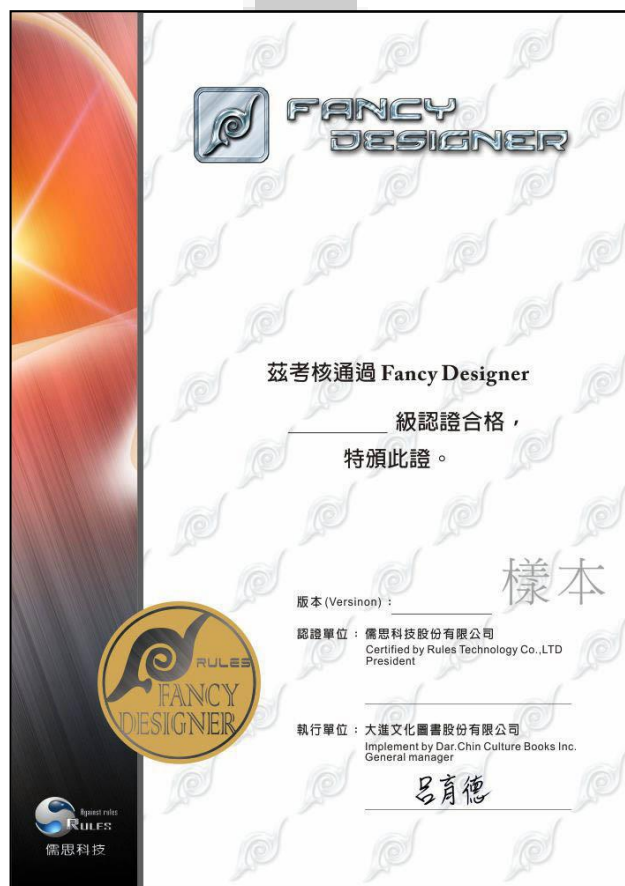 FANCY
DESIGNER
茲考核通過 Fancy Designer
級認證合格，
特頒此證。
樣本
版本 (Versinon)：
認證單位：儒思科技股份有限公司
Certified by Rules Technology Co.,LTD
President
RULES
FANCY
DESIGNER
執行單位：大進文化圖書股份有限公司
Implement by Dar.Chin Culture Books Inc.
General manager
呂育德
Against rules
RULES
儒思科技